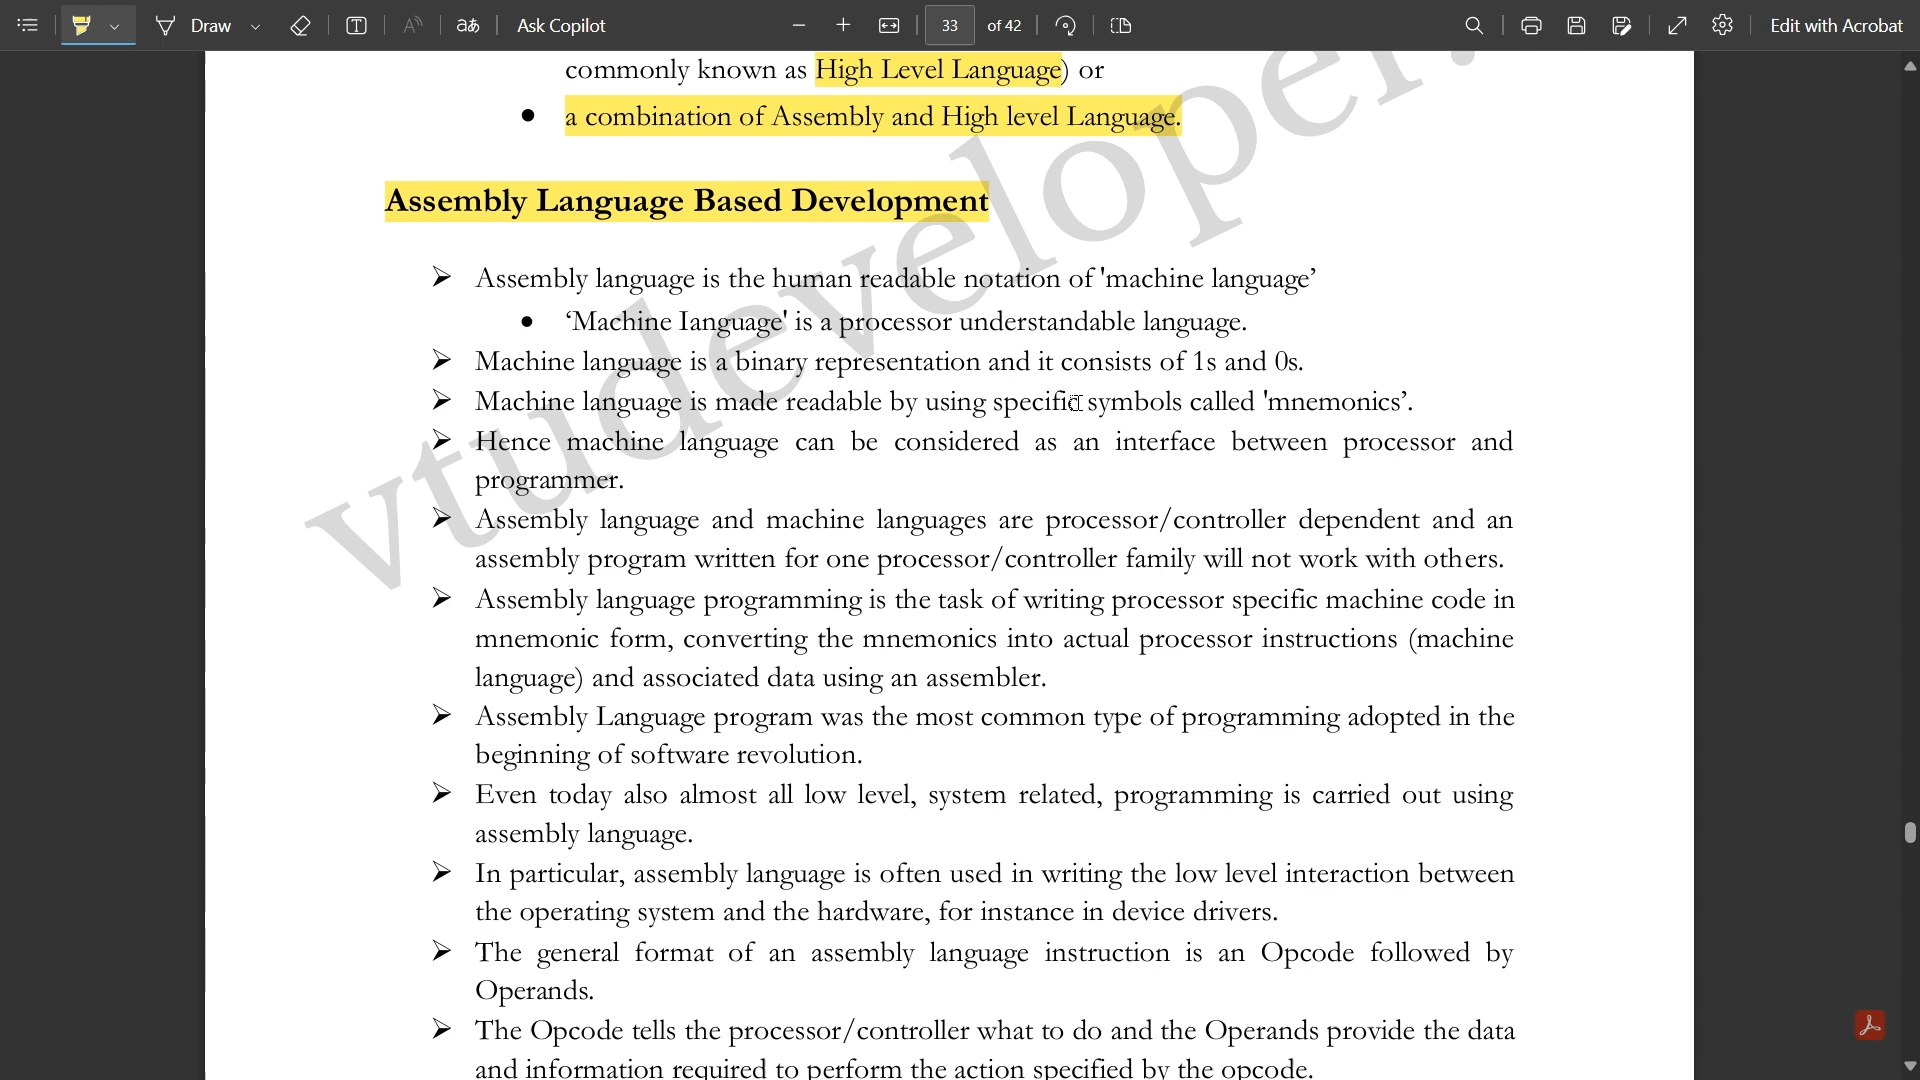 Draw
T
A
aあ
Ask Copilot
33
of 42
Edit with Acrobat
commonly known as High Level Language) or
● a combination of Assembly and High level Language.
Assembly Language Based Development
➢ Assembly language is the human readable notation of 'machine language’
● ‘Machine Ianguage' is a processor understandable language.
➢ Machine language is a binary representation and it consists of 1s and 0s.
➢ Machine language is made readable by using specific symbols called 'mnemonics’.
➢ Hence machine language can be considered as an interface between processor and
programmer.
➢ Assembly language and machine languages are processor/controller dependent and an
assembly program written for one processor/controller family will not work with others.
➢ Assembly language programming is the task of writing processor specific machine code in
mnemonic form, converting the mnemonics into actual processor instructions (machine
language) and associated data using an assembler.
➢ Assembly Language program was the most common type of programming adopted in the
beginning of software revolution.
➢ Even today also almost all low level, system related, programming is carried out using
assembly language.
➢ In particular, assembly language is often used in writing the low level interaction between
the operating system and the hardware, for instance in device drivers.
➢ The general format of an assembly language instruction is an Opcode followed by
Operands.
➢ The Opcode tells the processor/controller what to do and the Operands provide the data
and information required to perform the action specified by the opcode.
vtudeveloper.